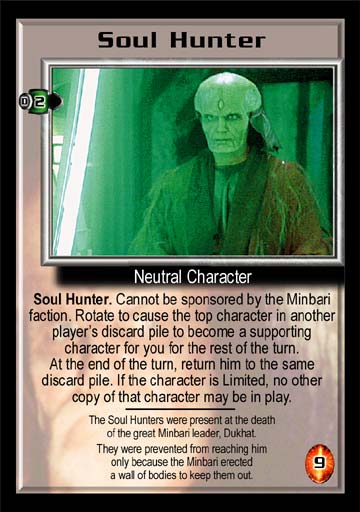 Soul Hunter
D 2
Neutral Character
Soul Hunter. Cannot be sponsored by the Minbari
faction. Rotate to cause the top character in another
player's discard pile to become a supporting
character for you for the rest of the turn.
At the end of the turn, return him to the same
discard pile. If the character is Limited, no other
copy of that character may be in play.
The Soul Hunters were present at the death
of the great Minbari leader, Dukhat.
They were prevented from reaching him
only because the Minbari erected
a wall of bodies to keep them out.
9